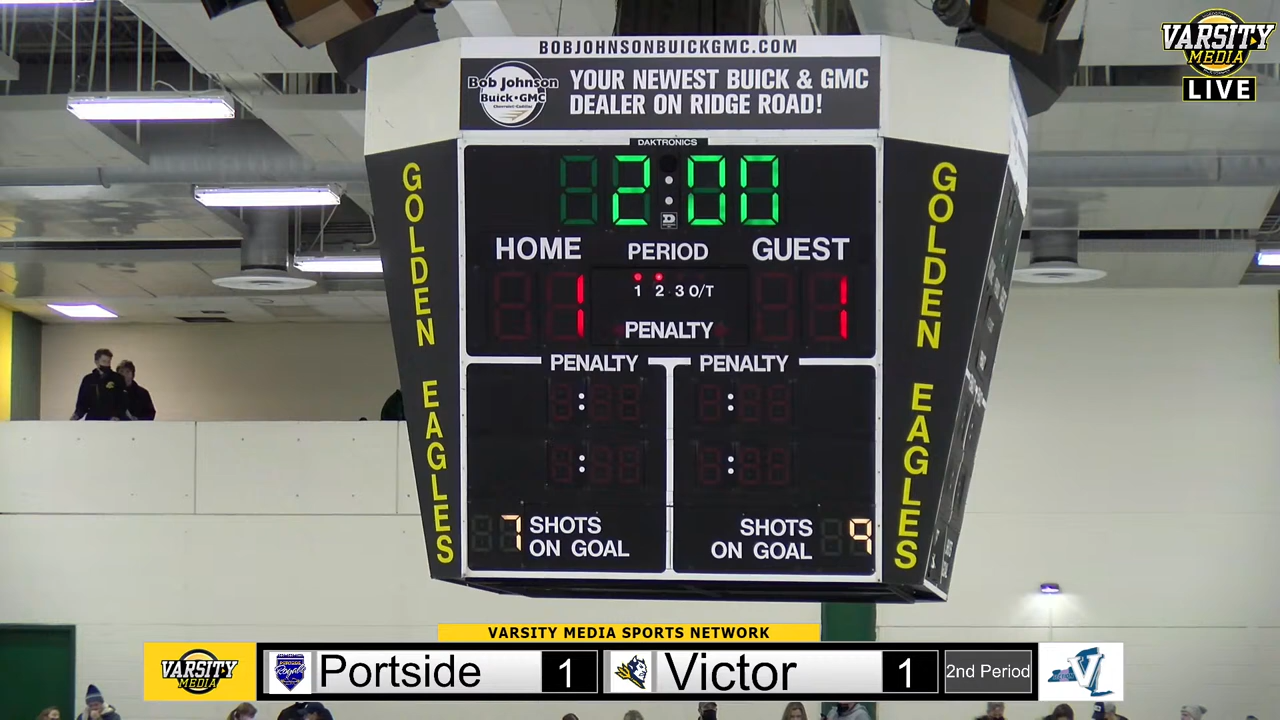 VARSITY
MEDIA
LIVE
BOBJOHNSONBUICKGMC.COM
Bob Johnson
Buick·GMC
YOUR NEWEST BUICK & GMC
DEALER ON RIDGE ROAD!
DAKTRONICS
2:00
D
HOME PERIOD GUEST
1 1
1 2 3 O/T
PENALTY
PENALTY PENALTY
: :
: :
7 SHOTS
ON GOAL
SHOTS 9
ON GOAL
GOLDEN EAGLES
GOLDEN EAGLES
VARSITY MEDIA SPORTS NETWORK
VARSITY
MEDIA
Royals
Portside 1 Victor 1 2nd Period
V